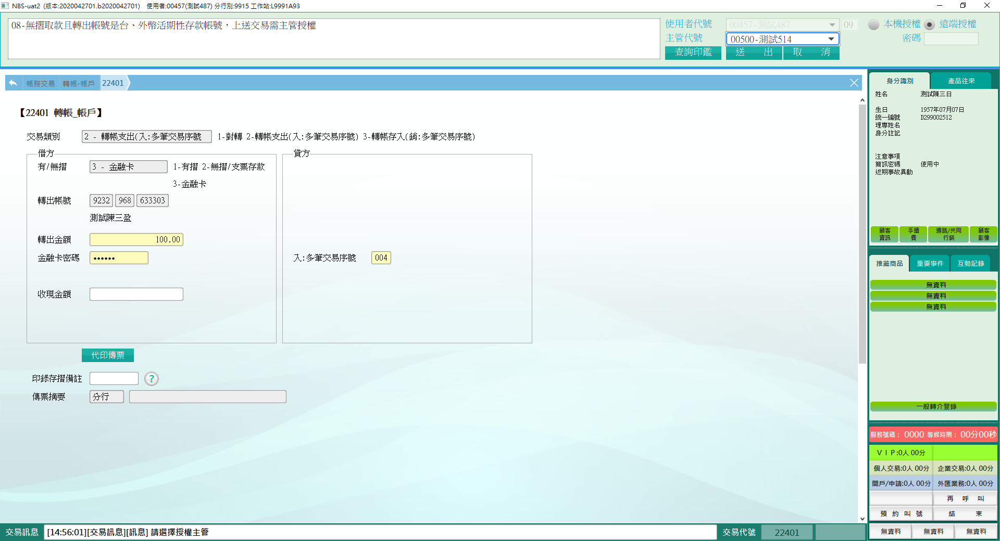 NBS-uat2 (版本:2020042701.b2020042701) 使用者:00457(測試487) 分行別:9915 工作站:L9991A93
08-無摺取款且轉出帳號是台、外幣活期性存款帳號，上送交易需主管授權
使用者代號 00457-測試487 09 本機授權 遠端授權
主管代號 00500-測試514 密碼
查詢印鑑 送 出 取 消
帳務交易 轉帳-帳戶 22401
【22401 轉帳_帳戶】
交易類別 2 - 轉帳支出(入:多筆交易序號 1-對轉 2-轉帳支出(入:多筆交易序號) 3-轉帳存入(銷:多筆交易序號)
借方
有/無摺 3 - 金融卡 1-有摺 2-無摺/支票存款
3-金融卡
轉出帳號 9232 968 633303
測試陳三盈
轉出金額 100.00
金融卡密碼 ••••••
收現金額
貸方
入:多筆交易序號 004
代印傳票
印錄存摺備註 ?
傳票摘要 分行
交易訊息 [14:56:01][交易訊息][訊息] 請選擇授權主管 交易代號 22401
身分識別 產品往來
姓名 測試陳三日
生日 1957年07月07日
統一編號 D299002512
理專姓名
身分註記
注意事項
簡訊密碼 使用中
近期事故異動
顧客資訊 手續費 通路/共同行銷 顧客影像
推薦商品 重要事件 互動記錄
無資料
無資料
無資料
一般轉介登錄
服務號碼： 0000 等候時間： 00分00秒
ＶＩＰ:0人 00分
個人交易:0人 00分 企業交易:0人 00分
開戶/申請:0人 00分 外匯業務:0人 00分
再 呼 叫
預 約 叫 號 結 束
無資料 無資料 無資料